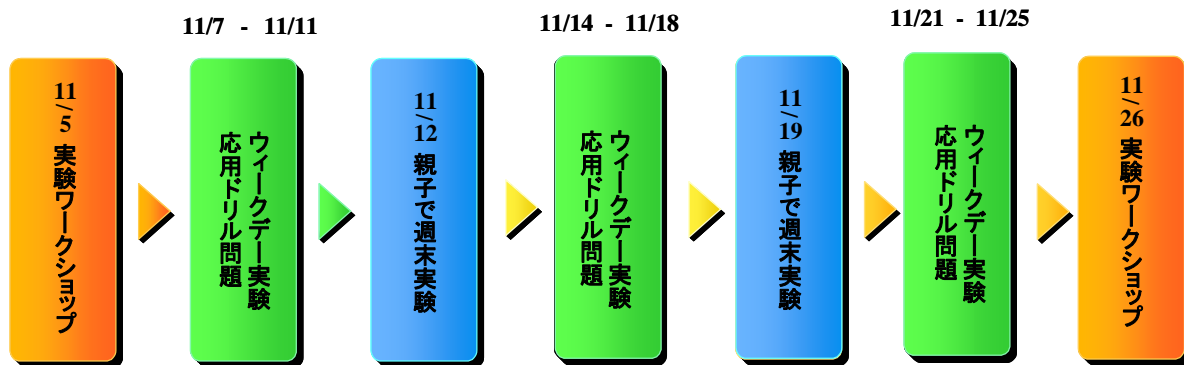 11/7 - 11/11
11/14 - 11/18
11/21 - 11/25
11/5 実験ワークショップ
ウィークデー実験
応用ドリル問題
11/12 親子で週末実験
ウィークデー実験
応用ドリル問題
11/19 親子で週末実験
ウィークデー実験
応用ドリル問題
11/26 実験ワークショップ